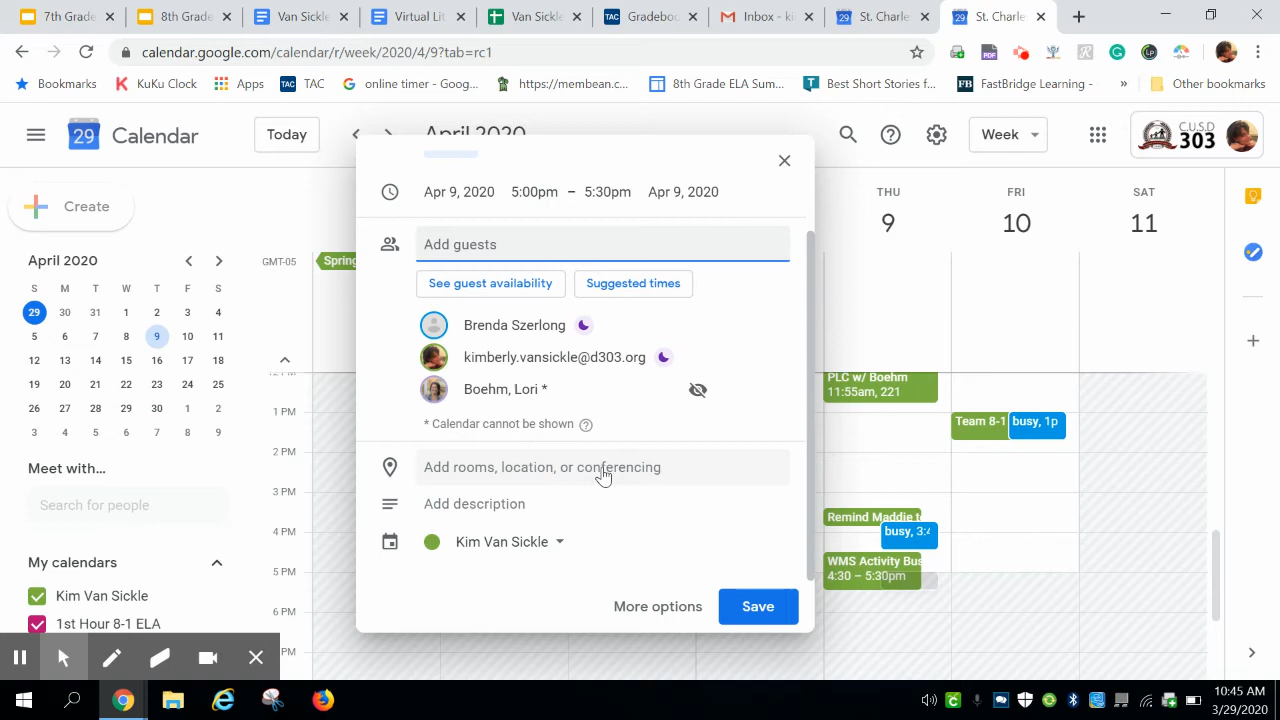 7th Grade
8th Grade
Van Sickle
Virtual Lit
Van Sickle
TAC
Gradeboo
Inbox - ki
St. Charle
St. Charle
calendar.google.com/calendar/r/week/2020/4/9?tab=rc1
Bookmarks
KuKu Clock
Apps
TAC
online timer - Goog...
https://membean.c...
8th Grade ELA Sum...
Best Short Stories f...
FastBridge Learning -
»
Other bookmarks
29
Calendar
Today
April 2020
Week
C.U.S.D
303
Create
April 2020
S M T W T F S
29 30 31 1 2 3 4
5 6 7 8 9 10 11
12 13 14 15 16 17 18
19 20 21 22 23 24 25
26 27 28 29 30 1 2
3 4 5 6 7 8 9
Meet with...
Search for people
My calendars
Kim Van Sickle
1st Hour 8-1 ELA
GMT-05
Spring
Apr 9, 2020 5:00pm – 5:30pm Apr 9, 2020
Add guests
See guest availability
Suggested times
Brenda Szerlong
kimberly.vansickle@d303.org
Boehm, Lori *
* Calendar cannot be shown
Add rooms, location, or conferencing
Add description
Kim Van Sickle
More options
Save
THU
9
FRI
10
SAT
11
12 PM
1 PM
2 PM
3 PM
4 PM
5 PM
6 PM
PM
PLC w/ Boehm
11:55am, 221
Team 8-1
busy, 1p
Remind Maddie t
busy, 3:4
WMS Activity Bus
4:30 – 5:30pm
10:45 AM
3/29/2020